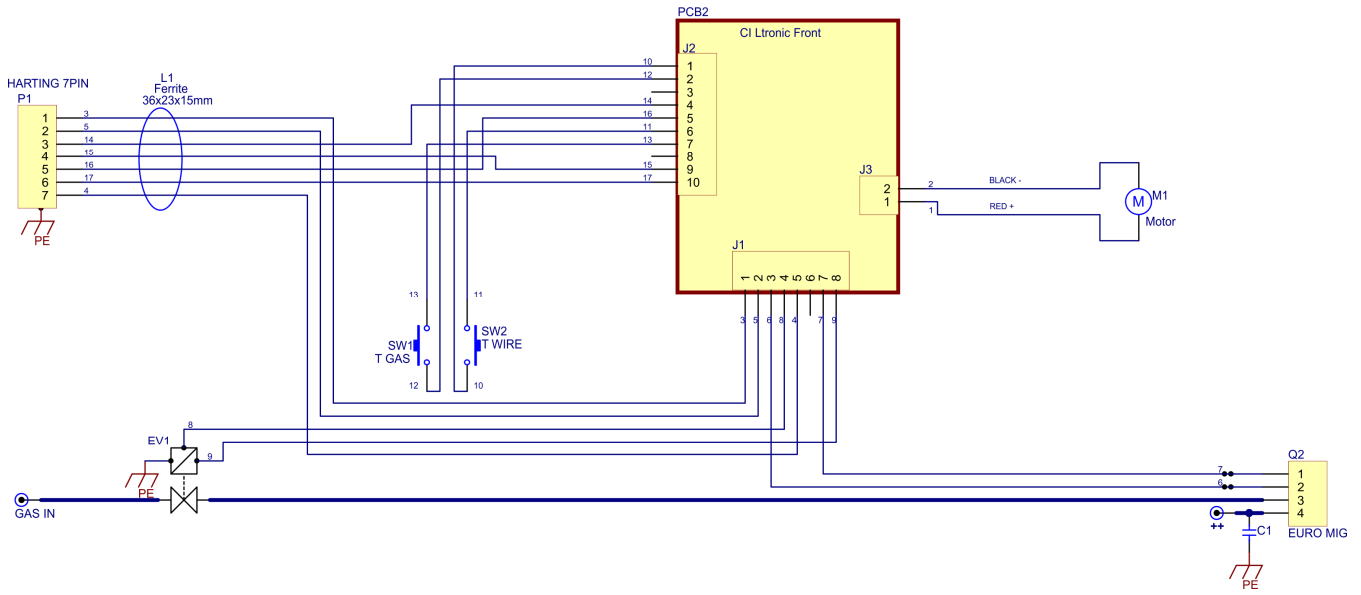 PCB2
CI Ltronic Front
J2
10 1
12 2
3
14 4
16 5
11 6
13 7
8
15 9
17 10
HARTING 7PIN
P1
L1
Ferrite
36x23x15mm
1 3
2 5
3 14
4 15
5 16
6 17
7 4
PE
J3
2 2 BLACK -
1 1 RED +
M M1
Motor
J1
1 2 3 4 5 6 7 8
3 5 6 8 4 7 9
13 11
SW1
T GAS
SW2
T WIRE
12 10
8
EV1
9
PE
GAS IN
Q2
7 1
6 2
3
4
++
C1
EURO MIG
PE